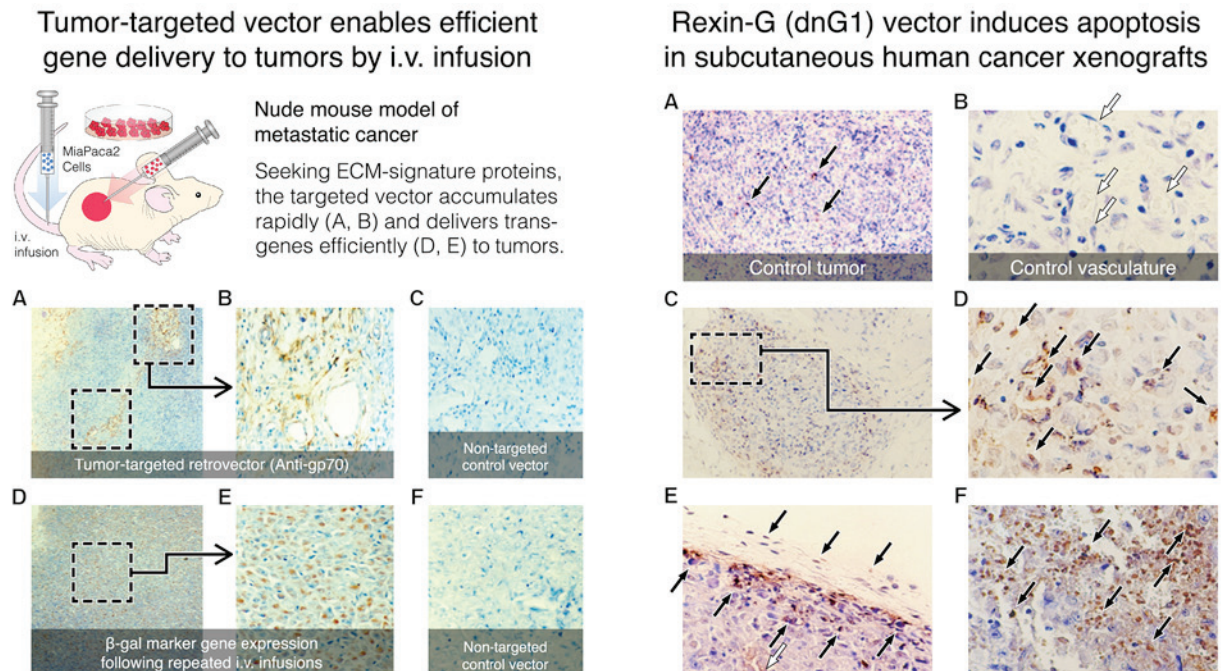 Tumor-targeted vector enables efficient
gene delivery to tumors by i.v. infusion
MiaPaca2
Cells
i.v.
infusion
Nude mouse model of
metastatic cancer
Seeking ECM-signature proteins,
the targeted vector accumulates
rapidly (A, B) and delivers trans-
genes efficiently (D, E) to tumors.
A
B
C
Tumor-targeted retrovector (Anti-gp70)
Non-targeted
control vector
D
E
F
β-gal marker gene expression
following repeated i.v. infusions
Non-targeted
control vector
Rexin-G (dnG1) vector induces apoptosis
in subcutaneous human cancer xenografts
A
B
Control tumor
Control vasculature
C
D
E
F